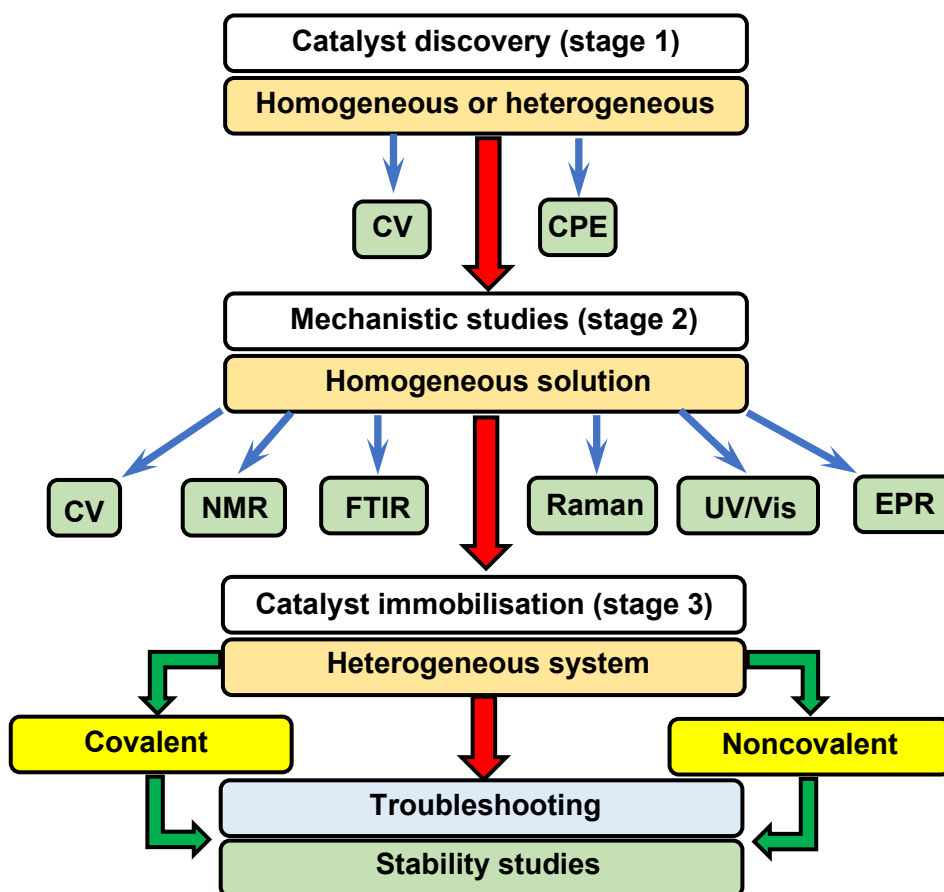 Catalyst discovery (stage 1)
Homogeneous or heterogeneous
CV
CPE
Mechanistic studies (stage 2)
Homogeneous solution
CV
NMR
FTIR
Raman
UV/Vis
EPR
Catalyst immobilisation (stage 3)
Heterogeneous system
Covalent
Noncovalent
Troubleshooting
Stability studies